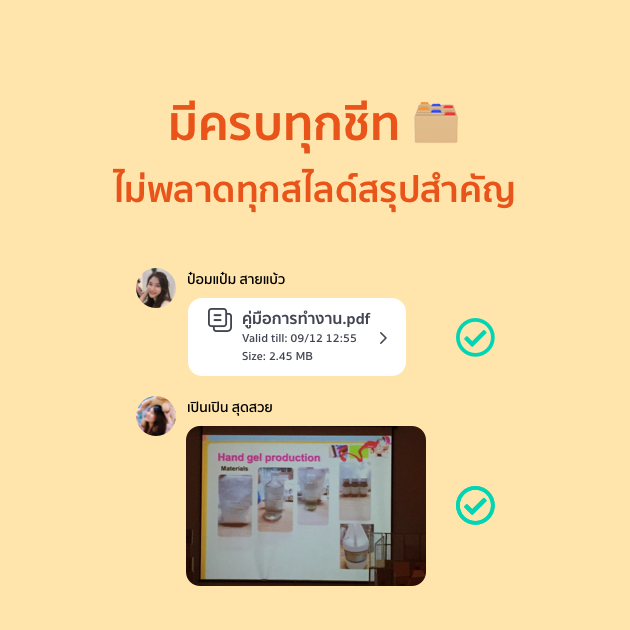 มีครบทุกชีท
ไม่พลาดทุกสไลด์สรุปสำคัญ
ป๋อมแป๋ม สายแบ้ว
คู่มือการทำงาน.pdf
Valid till: 09/12 12:55
Size: 2.45 MB
เปินเปิน สุดสวย
Hand gel production
Materials